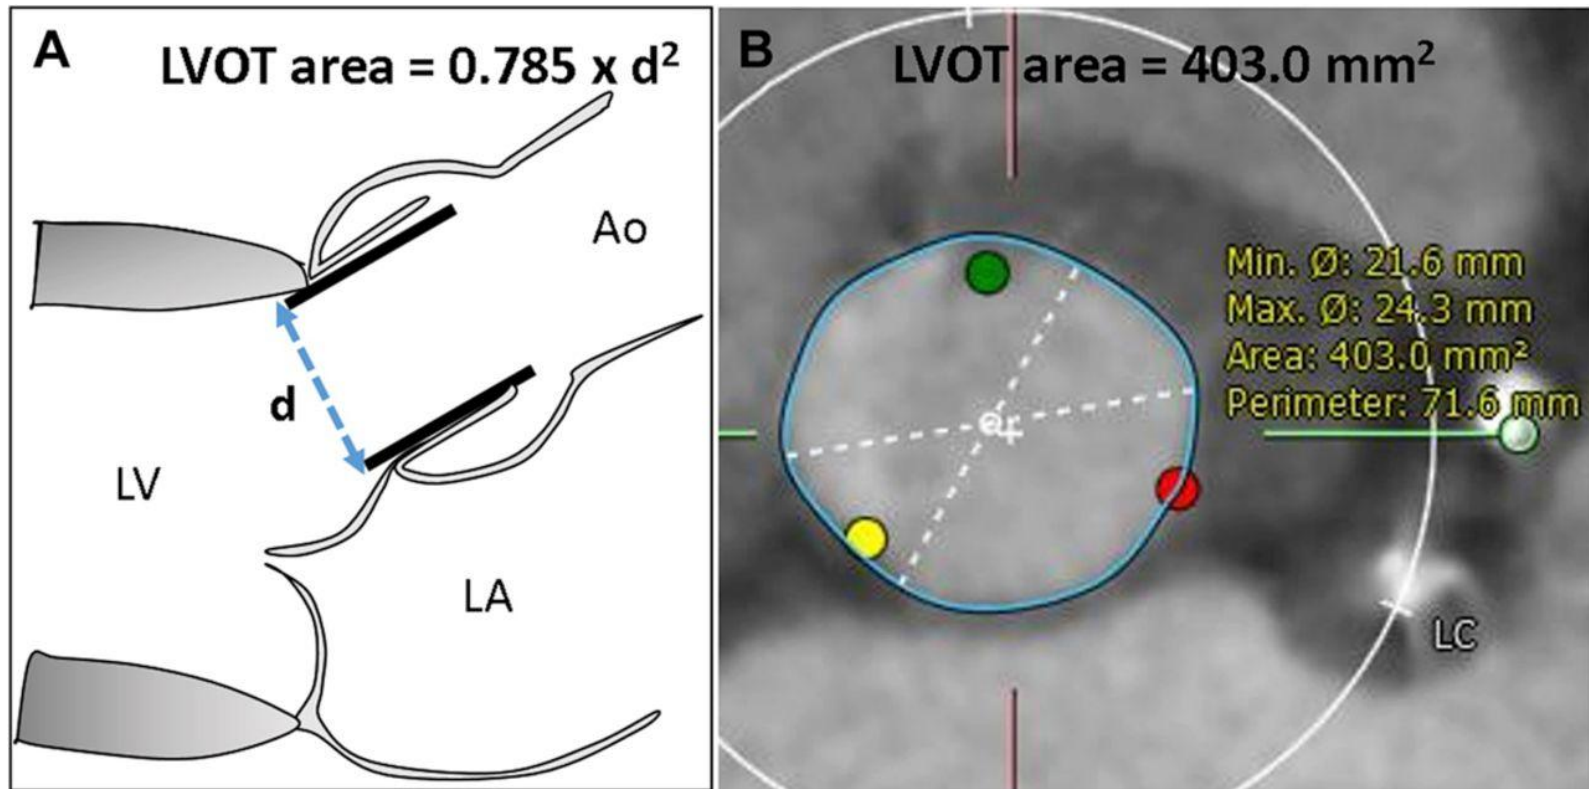 A
LVOT area = 0.785 x d²
Ao
d
LV
LA
B
LVOT area = 403.0 mm²
Min. Ø: 21.6 mm
Max. Ø: 24.3 mm
Area: 403.0 mm²
Perimeter: 71.6 mm
LC